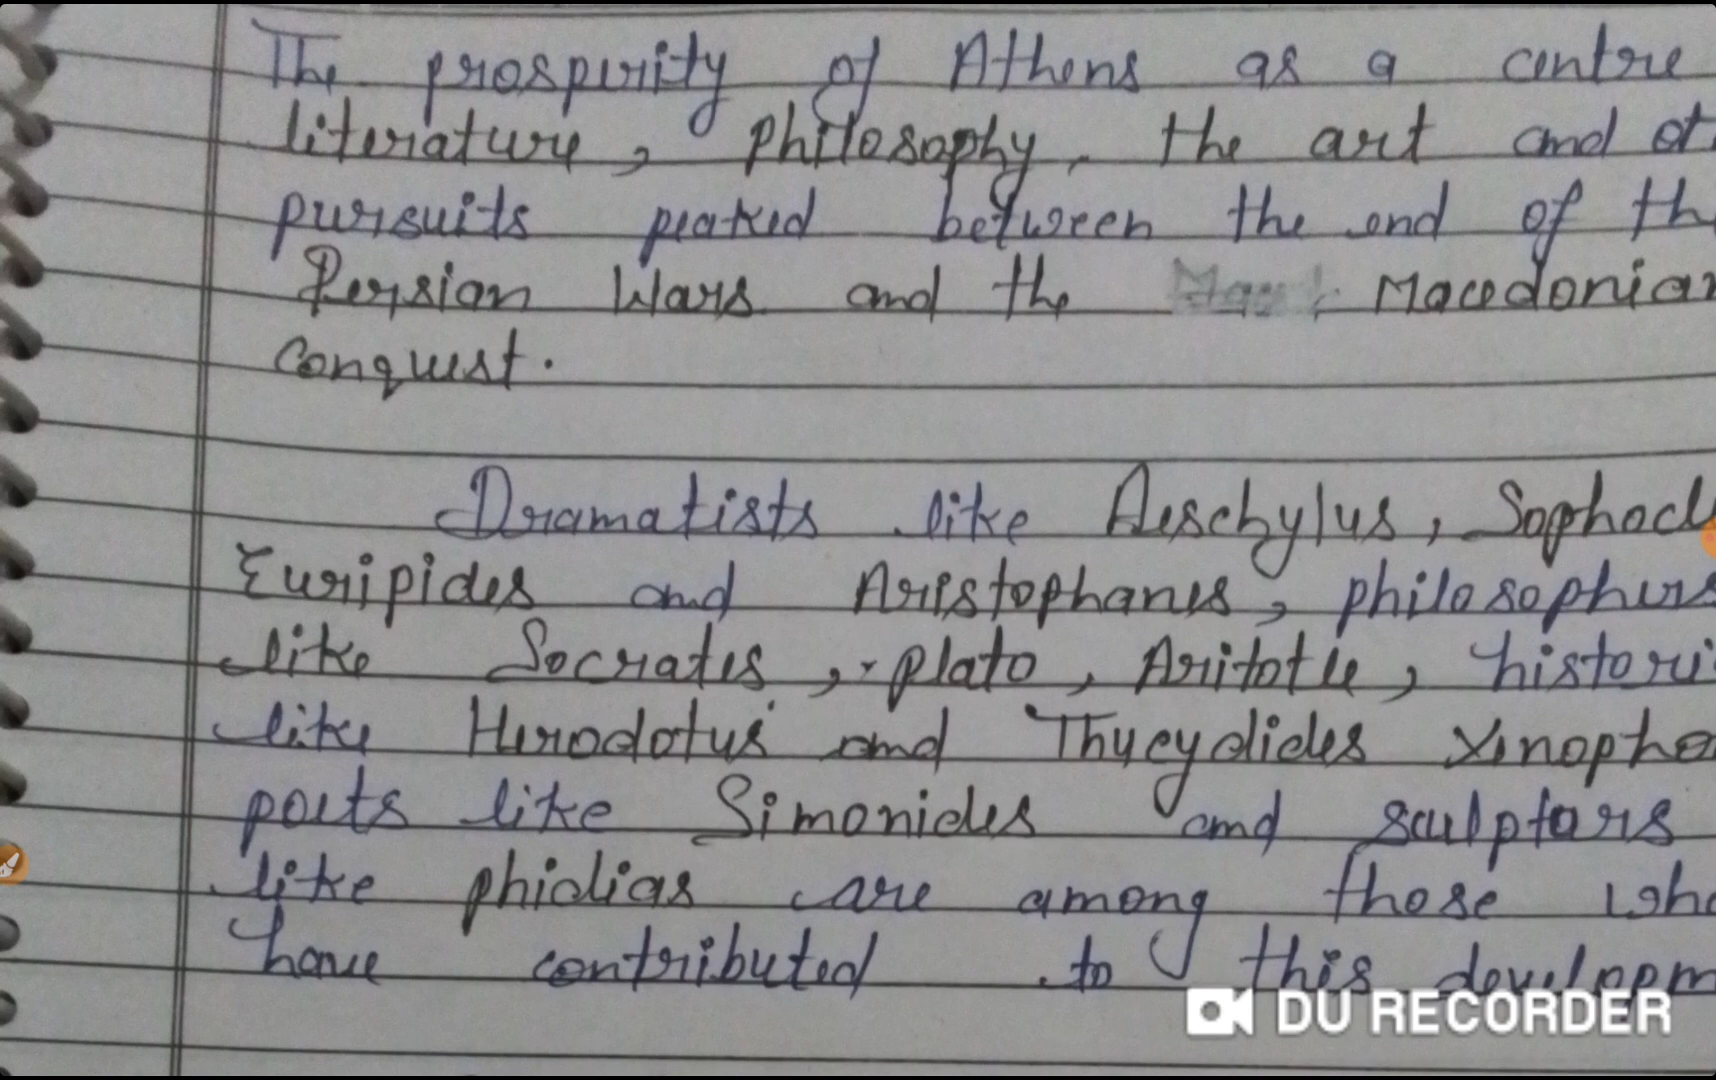 The prosperity of Athens as a centre
literature, philosophy, the art and ot
pursuits peaked between the end of th
Persian Wars and the Macedonian
conquest.
Dramatists like Aeschylus, Sophocl
Euripides and Aristophanes, philosophers
like Socrates, Plato, Aritotle, histori
like Herodotus and Thucydides Xenopho
poets like Simonides and sculptors
like phidias are among those who
have contributed to this developm
DU RECORDER